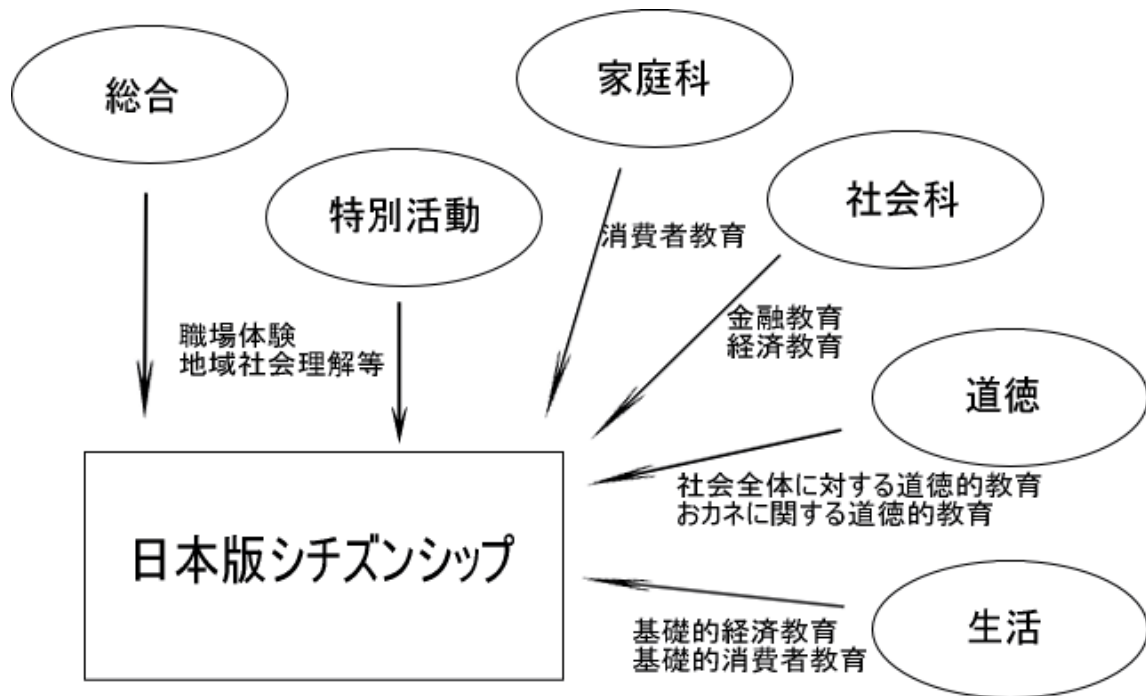 総合
家庭科
特別活動
社会科
消費者教育
職場体験
地域社会理解等
金融教育
経済教育
道徳
社会全体に対する道徳的教育
おカネに関する道徳的教育
日本版シチズンシップ
生活
基礎的経済教育
基礎的消費者教育